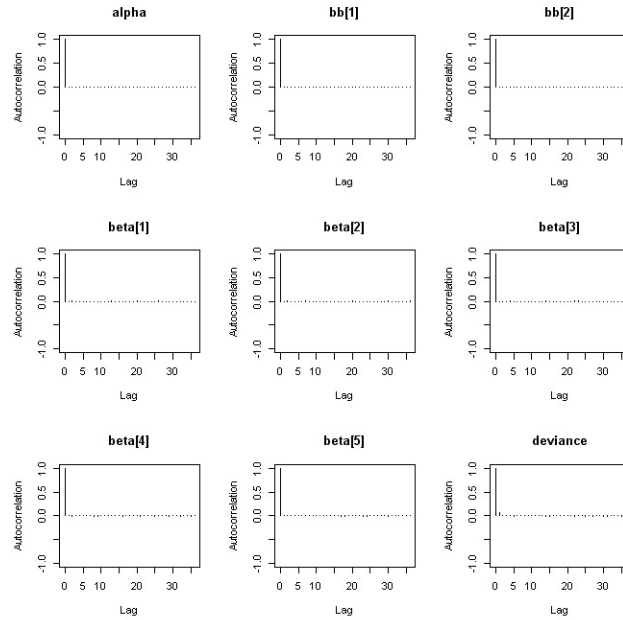 alpha bb[1] bb[2]
Autocorrelation Autocorrelation Autocorrelation
1.0 1.0 1.0
0.5 0.5 0.5
0.0 0.0 0.0
-1.0 -1.0 -1.0
0 5 10 20 30 0 5 10 20 30 0 5 10 20 30
Lag Lag Lag
beta[1] beta[2] beta[3]
Autocorrelation Autocorrelation Autocorrelation
1.0 1.0 1.0
0.5 0.5 0.5
0.0 0.0 0.0
-1.0 -1.0 -1.0
0 5 10 20 30 0 5 10 20 30 0 5 10 20 30
Lag Lag Lag
beta[4] beta[5] deviance
Autocorrelation Autocorrelation Autocorrelation
1.0 1.0 1.0
0.5 0.5 0.5
0.0 0.0 0.0
-1.0 -1.0 -1.0
0 5 10 20 30 0 5 10 20 30 0 5 10 20 30
Lag Lag Lag